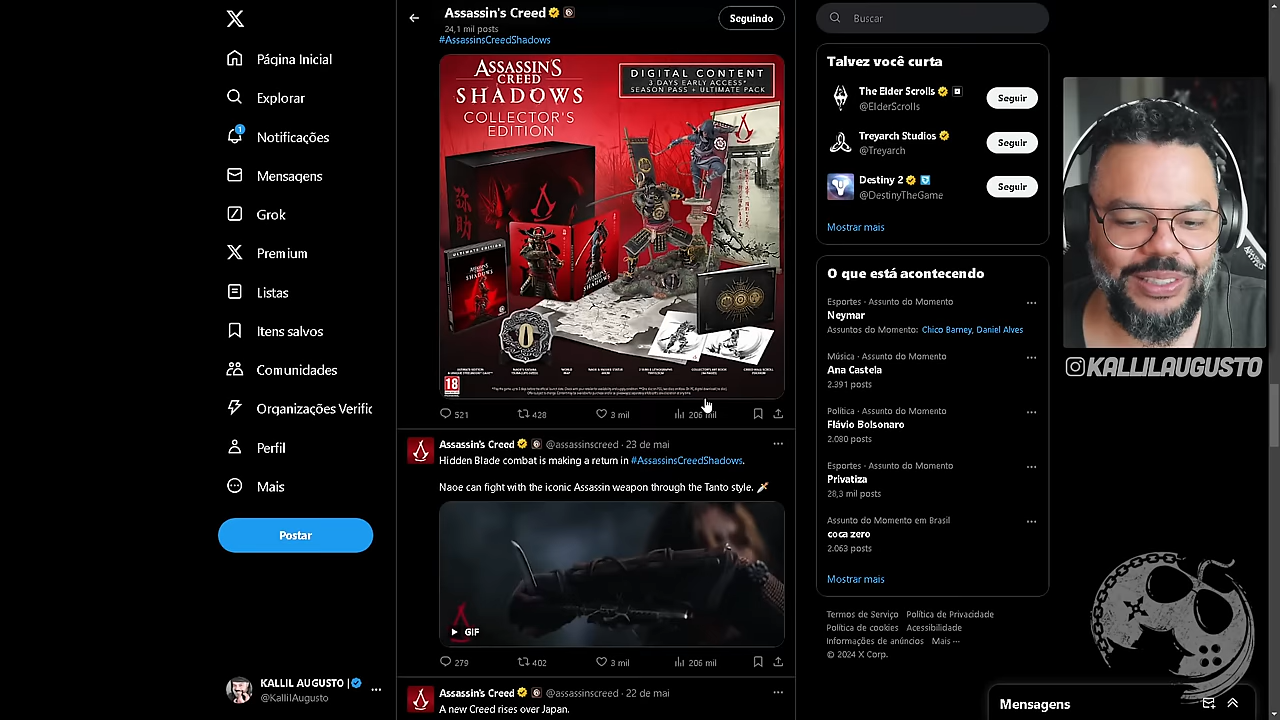 Página Inicial
Explorar
1
Notificações
Mensagens
Grok
Premium
Listas
Itens salvos
Comunidades
Organizações Verific
Perfil
Mais
Postar
KALLIL AUGUSTO |
@KallilAugusto
Assassin's Creed
24,1 mil posts
Seguindo
#AssassinsCreedShadows
ASSASSIN'S
CREED
SHADOWS
COLLECTOR'S
EDITION
DIGITAL CONTENT
3 DAYS EARLY ACCESS*
SEASON PASS + ULTIMATE PACK
ULTIMATE EDITION
ASSASSIN'S
CREED
SHADOWS
18
521
428
3 mil
206 mil
Assassin's Creed @assassinscreed · 23 de mai
Hidden Blade combat is making a return in #AssassinsCreedShadows.
Naoe can fight with the iconic Assassin weapon through the Tanto style.
GIF
279
402
3 mil
206 mil
Assassin's Creed @assassinscreed · 22 de mai
A new Creed rises over Japan.
Buscar
Talvez você curta
The Elder Scrolls
@ElderScrolls
Seguir
Treyarch Studios
@Treyarch
Seguir
Destiny 2
@DestinyTheGame
Seguir
Mostrar mais
O que está acontecendo
Esportes · Assunto do Momento
Neymar
Assuntos do Momento: Chico Barney, Daniel Alves
Música · Assunto do Momento
Ana Castela
2.391 posts
Política · Assunto do Momento
Flávio Bolsonaro
2.080 posts
Esportes · Assunto do Momento
Privatiza
28,3 mil posts
Assunto do Momento em Brasil
coca zero
2.063 posts
Mostrar mais
Termos de Serviço Política de Privacidade
Política de cookies Acessibilidade
Informações de anúncios Mais ···
© 2024 X Corp.
Mensagens
KALLILAUGUSTO